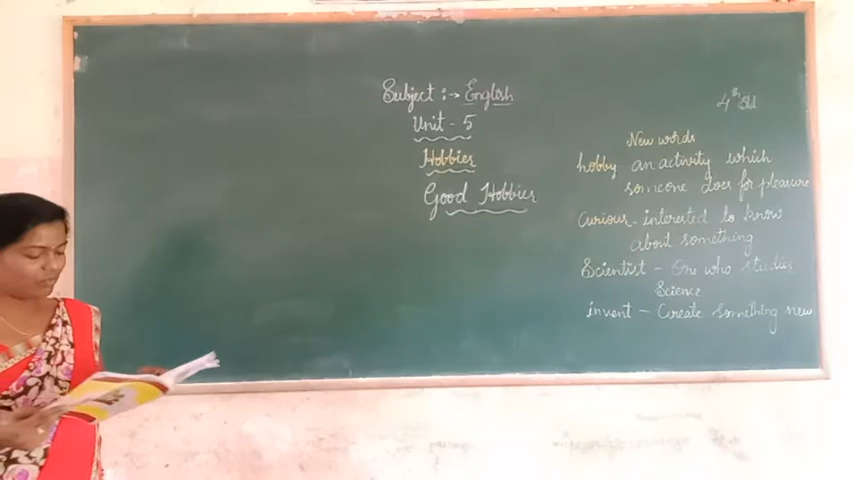 Subject :→ English
Unit - 5
Hobbies
Good Hobbies
4th Std
New words
hobby an activity which
someone does for pleasure
Curious - interested to know
about something
Scientist - One who studies
Science
invent - Create something new